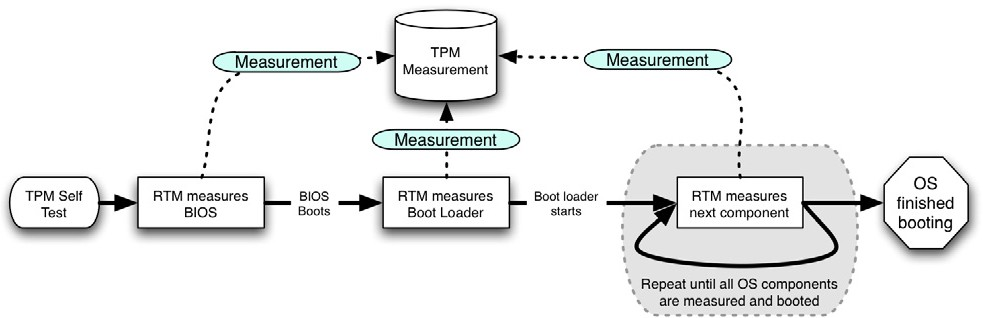 TPM
Measurement
Measurement
Measurement
Measurement
TPM Self
Test
RTM measures
BIOS
BIOS
Boots
RTM measures
Boot Loader
Boot loader
starts
RTM measures
next component
OS
finished
booting
Repeat until all OS components
are measured and booted